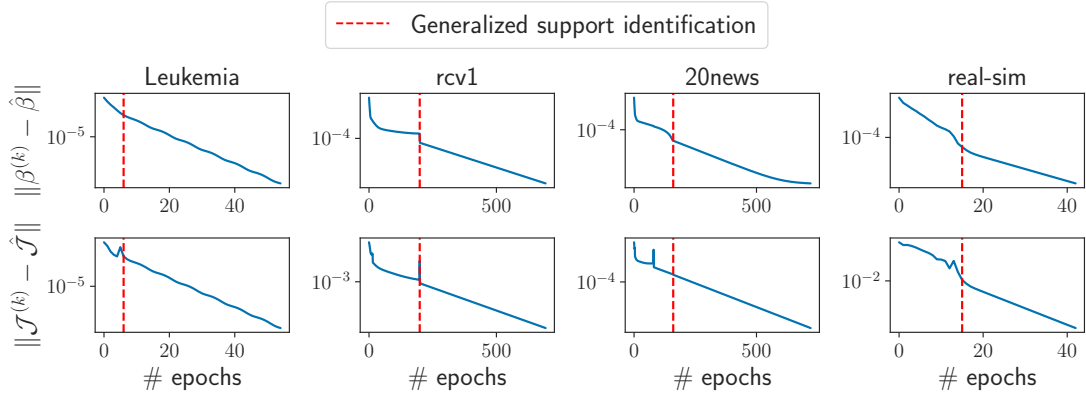 Generalized support identification
Leukemia rcv1 20news real-sim
‖β^(k) − β̂‖
10⁻⁵ 10⁻⁴ 10⁻⁴ 10⁻⁴
0 20 40 0 500 0 500 0 20 40
‖𝒥^(k) − 𝒥̂‖
10⁻⁵ 10⁻³ 10⁻⁴ 10⁻²
0 20 40 0 500 0 500 0 20 40
# epochs # epochs # epochs # epochs